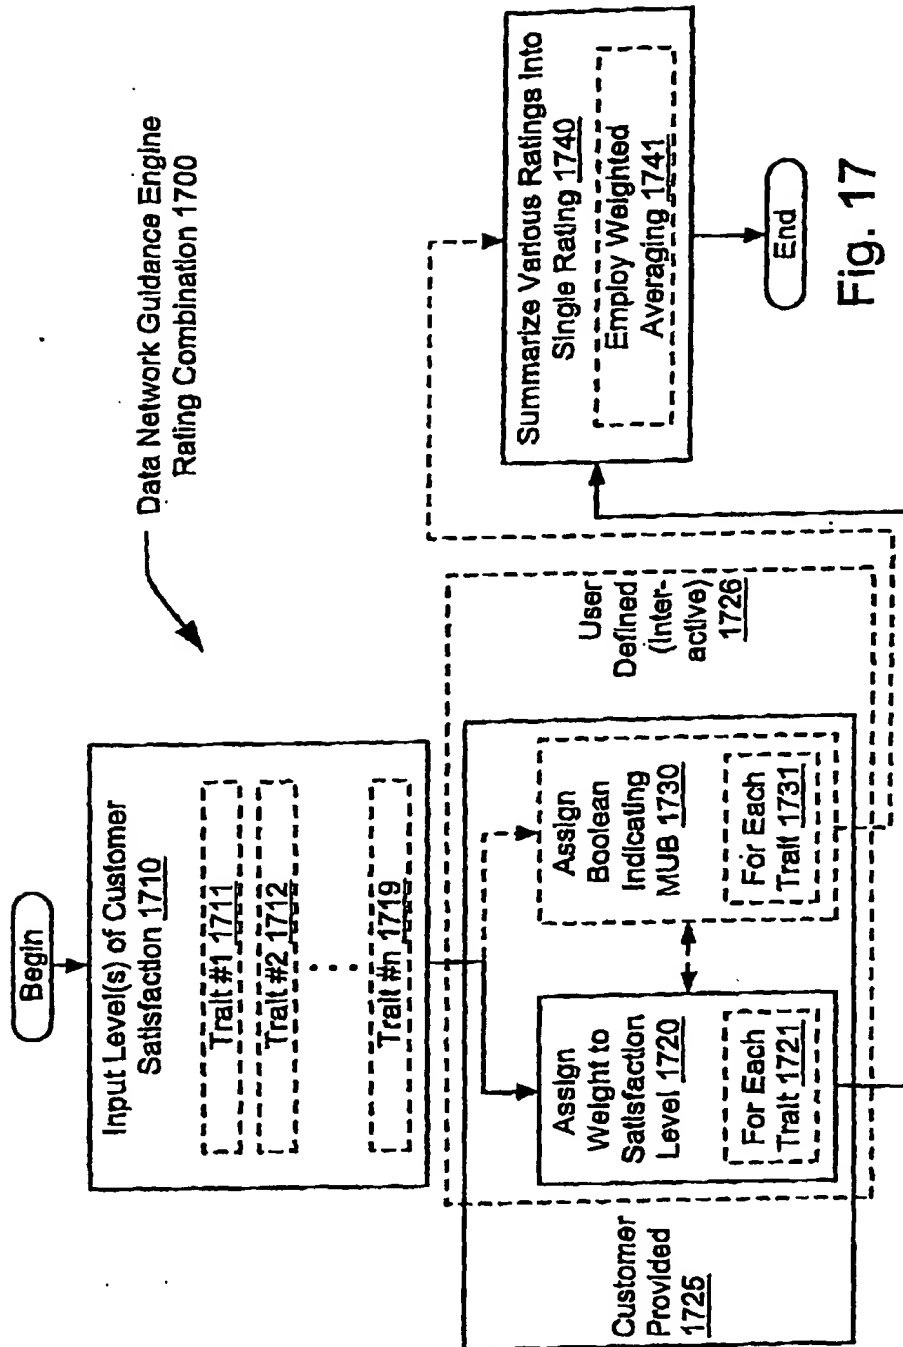 Data Network Guidance Engine
Rating Combination 1700
Begin
Input Level(s) of Customer
Satisfaction 1710
Trait #1 1711
Trait #2 1712
Trait #n 1719
Customer
Provided
1725
Assign
Weight to
Satisfaction
Level 1720
For Each
Trait 1721
Assign
Boolean
Indicating
MUB 1730
For Each
Trait 1731
User
Defined
(inter-
active)
1726
Summarize Various Ratings Into
Single Rating 1740
Employ Weighted
Averaging 1741
End
Fig. 17